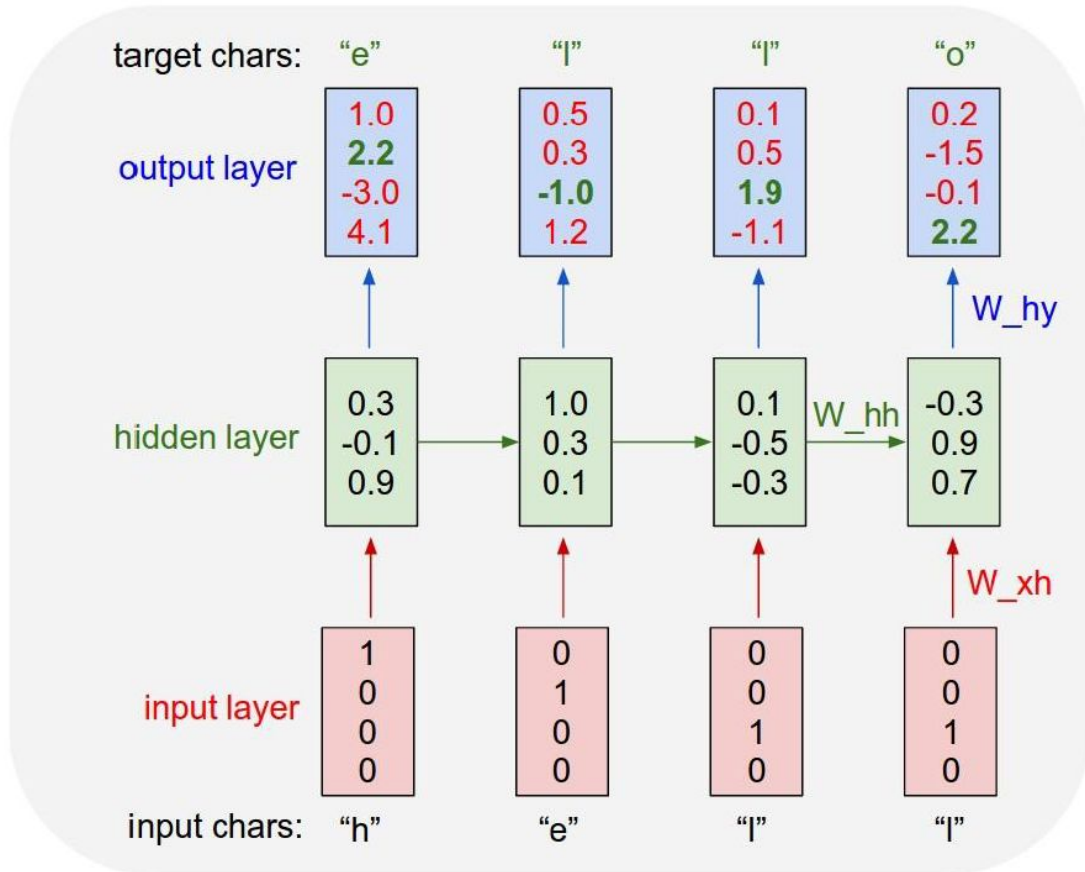 target chars: “e” “l” “l” “o”
1.0 0.5 0.1 0.2
2.2 0.3 0.5 -1.5
output layer
-3.0 -1.0 1.9 -0.1
4.1 1.2 -1.1 2.2
W_hy
0.3 1.0 0.1 W_hh -0.3
hidden layer -0.1 0.3 -0.5 0.9
0.9 0.1 -0.3 0.7
W_xh
1 0 0 0
0 1 0 0
input layer
0 0 1 1
0 0 0 0
input chars: “h” “e” “l” “l”